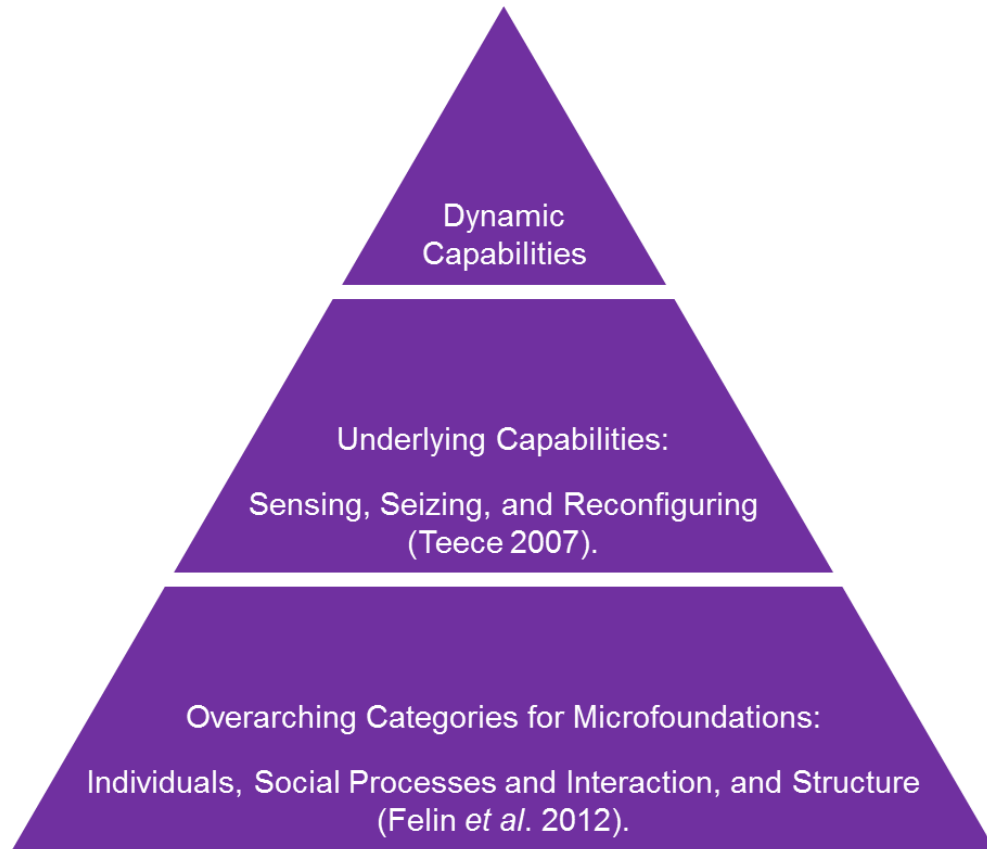 Dynamic
Capabilities
Underlying Capabilities:
Sensing, Seizing, and Reconfiguring
(Teece 2007).
Overarching Categories for Microfoundations:
Individuals, Social Processes and Interaction, and Structure
(Felin et al. 2012).